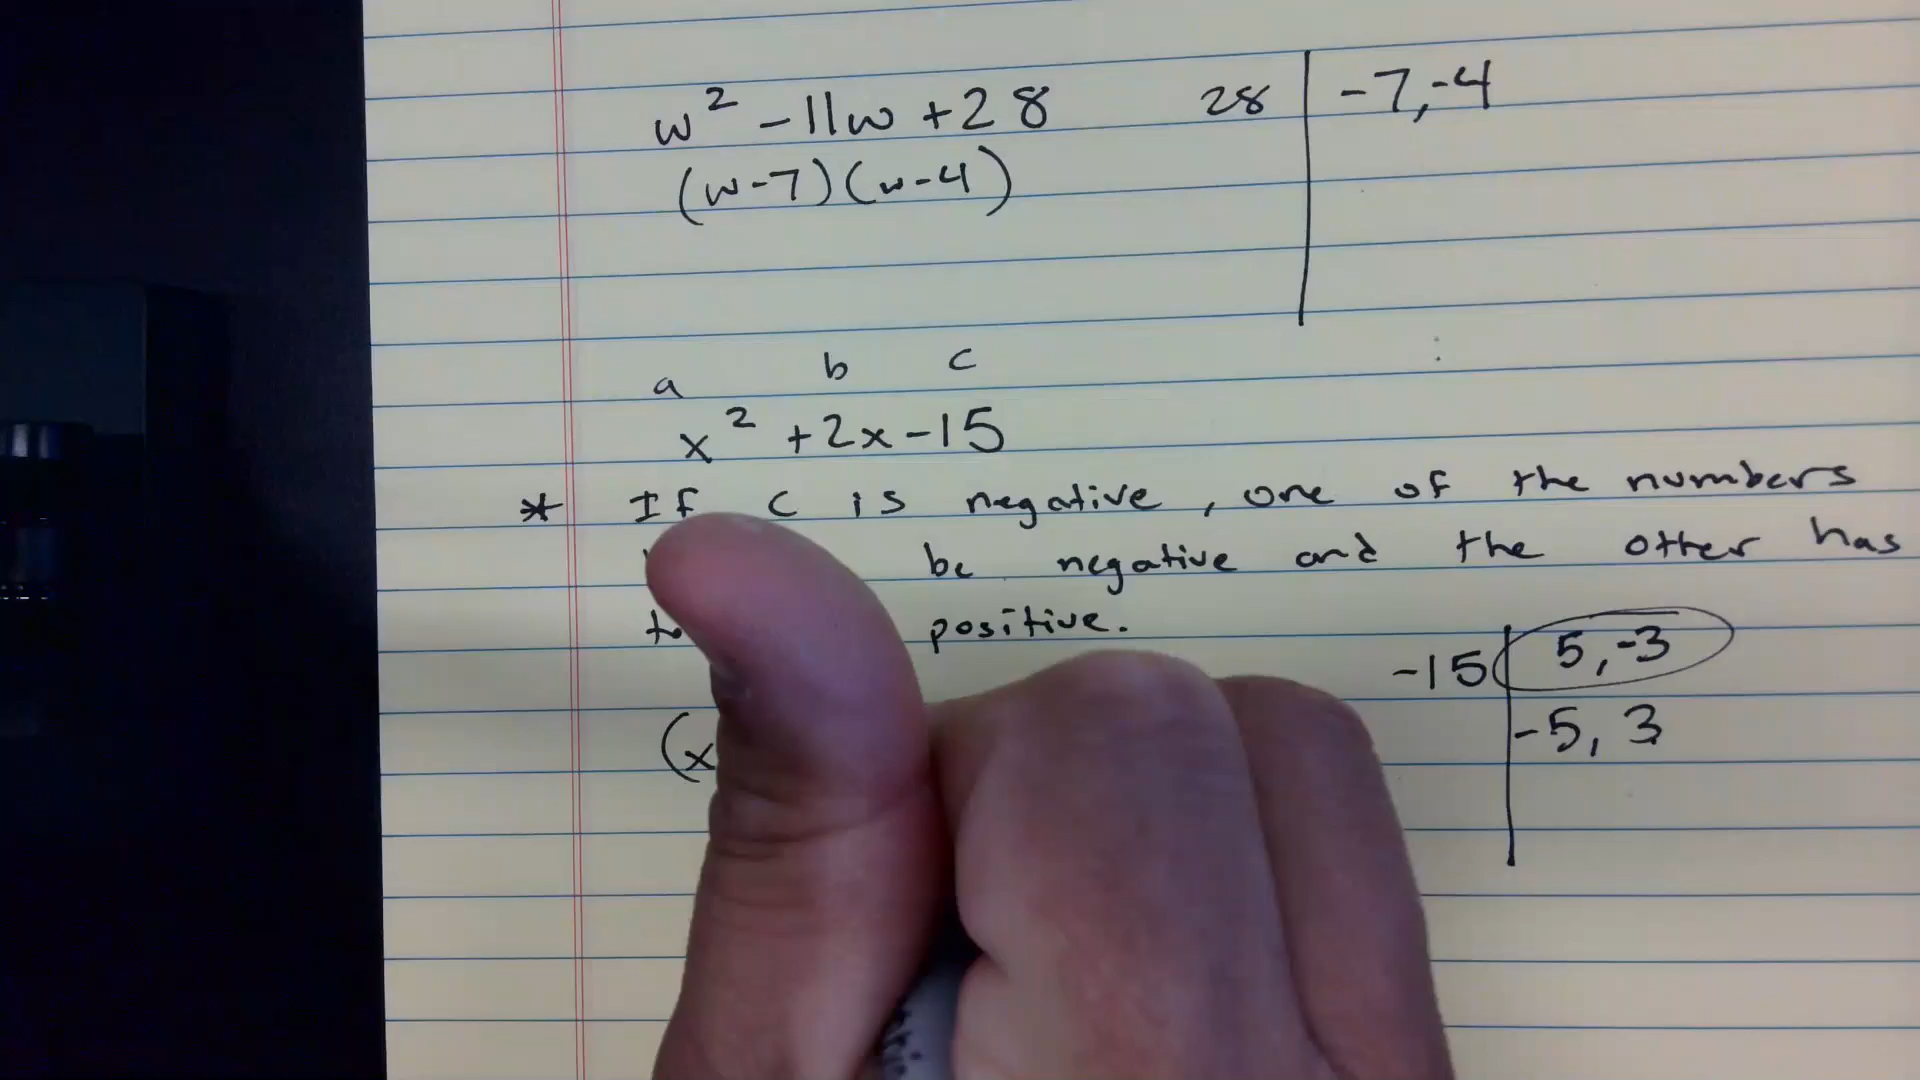 w² - 11w + 28    28 | -7, -4
(w-7)(w-4)
a b c
x² + 2x - 15
* If c is negative, one of the numbers
be negative and the other has
to positive.
-15 | 5, -3
-5, 3
(x